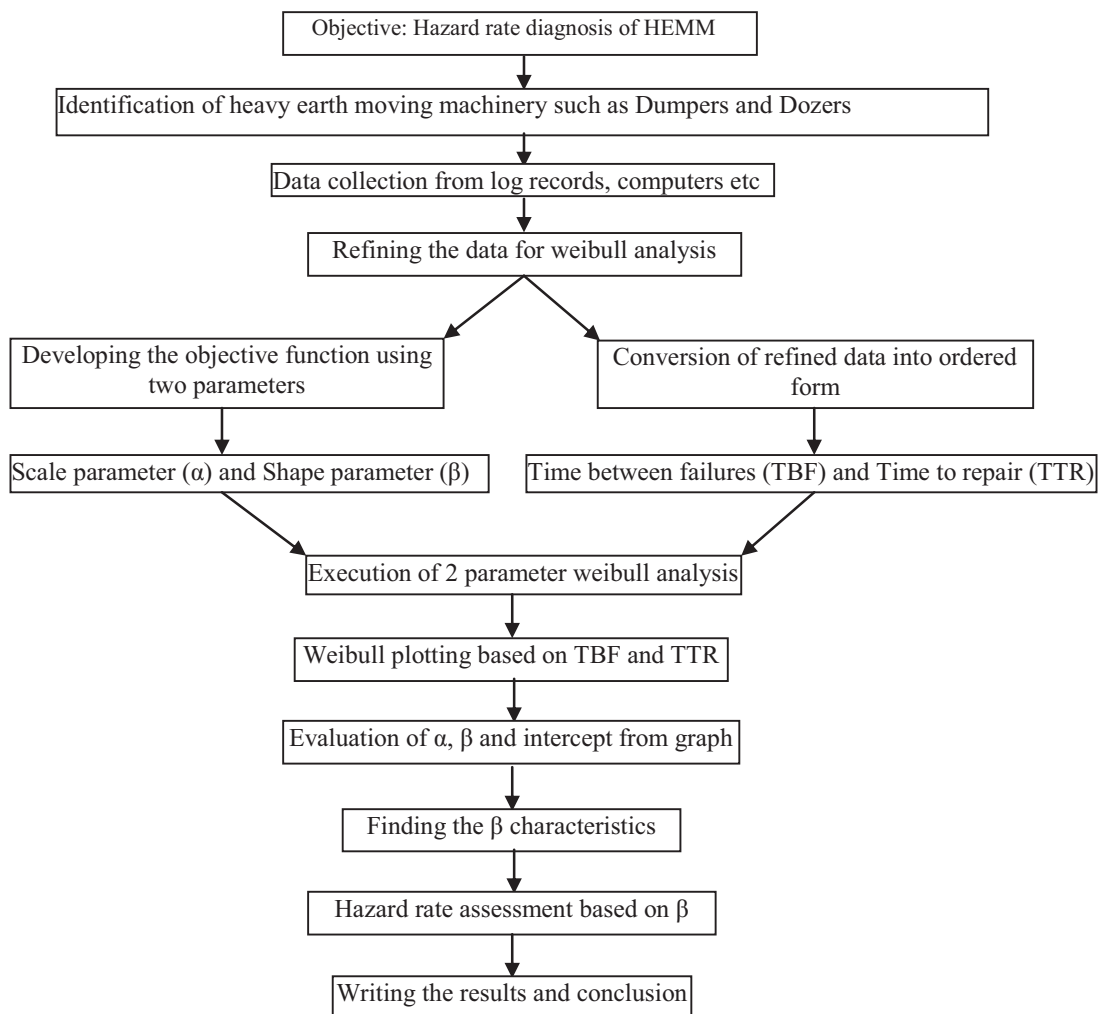 Objective: Hazard rate diagnosis of HEMM
Identification of heavy earth moving machinery such as Dumpers and Dozers
Data collection from log records, computers etc
Refining the data for weibull analysis
Developing the objective function using
two parameters
Conversion of refined data into ordered
form
Scale parameter (α) and Shape parameter (β)
Time between failures (TBF) and Time to repair (TTR)
Execution of 2 parameter weibull analysis
Weibull plotting based on TBF and TTR
Evaluation of α, β and intercept from graph
Finding the β characteristics
Hazard rate assessment based on β
Writing the results and conclusion